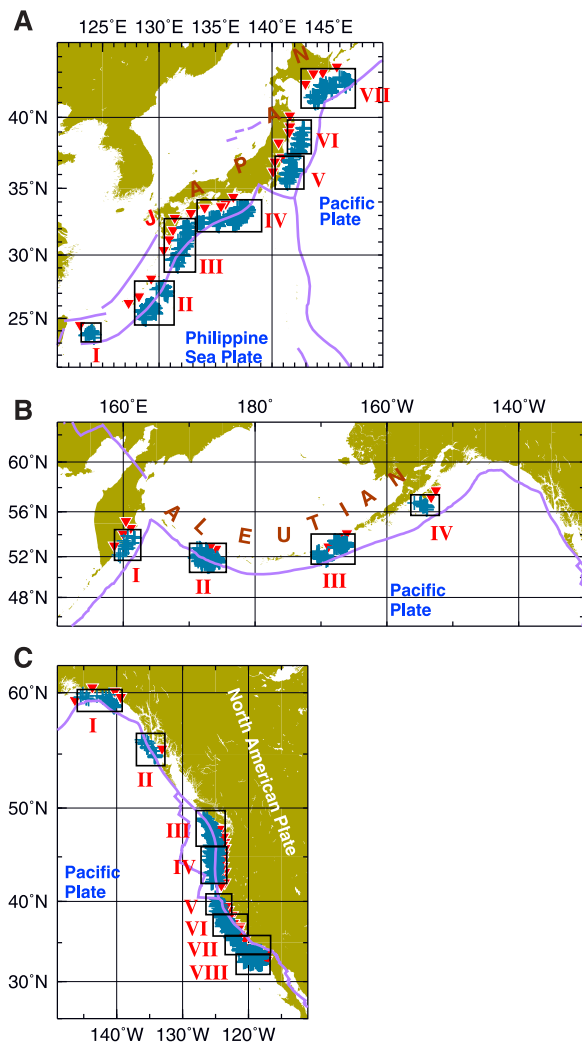 A
125˚E 130˚E 135˚E 140˚E 145˚E
40˚N
35˚N
30˚N
25˚N
JAPAN
VII
VI
V
IV
III
II
I
Pacific
Plate
Philippine
Sea Plate
B
160˚E 180˚ 160˚W 140˚W
60˚N
56˚N
52˚N
48˚N
ALEUTIAN
I
II
III
IV
Pacific
Plate
C
60˚N
50˚N
40˚N
30˚N
North American Plate
I
II
III
IV
V
VI
VII
VIII
Pacific
Plate
140˚W 130˚W 120˚W